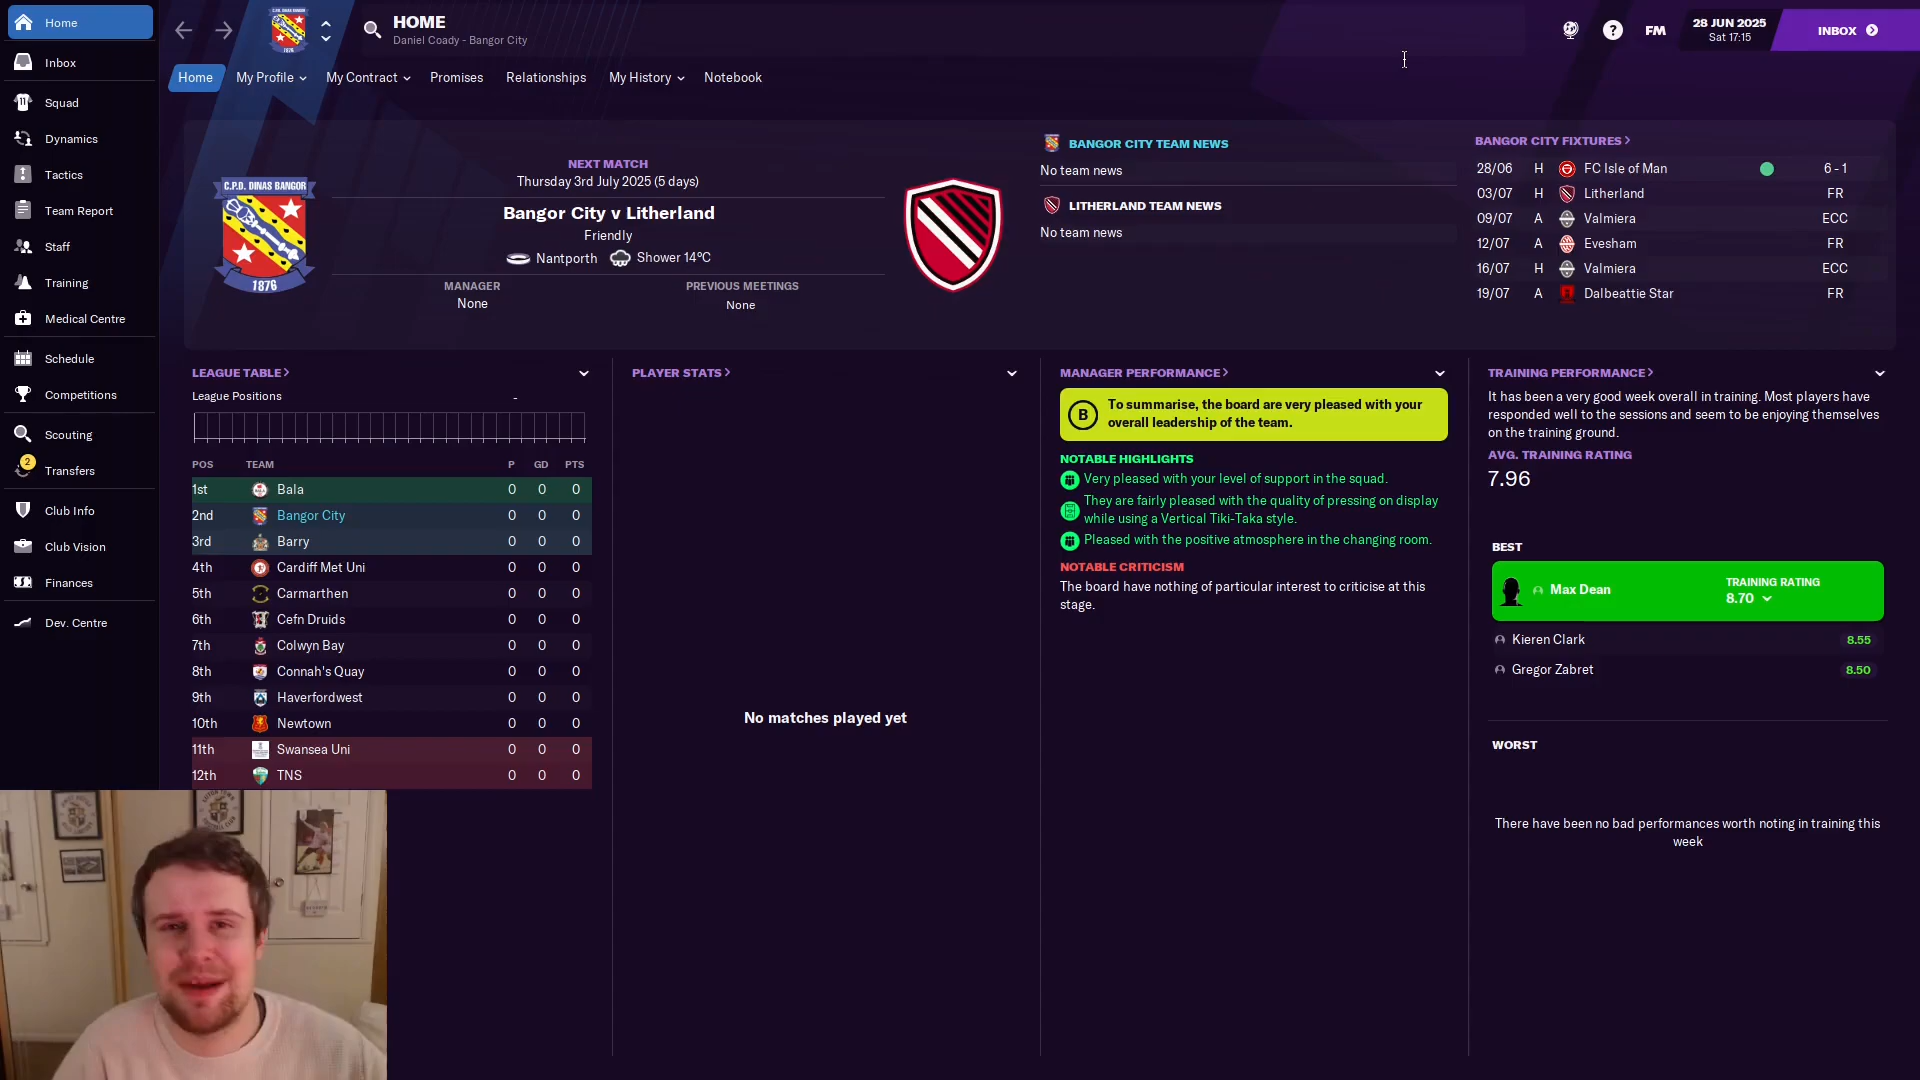 Home
Inbox
Squad
Dynamics
Tactics
Team Report
Staff
Training
Medical Centre
Schedule
Competitions
Scouting
2
Transfers
Club Info
Club Vision
Finances
Dev. Centre
HOME
Daniel Coady - Bangor City
?
FM
28 JUN 2025
Sat 17:15
INBOX
Home
My Profile
My Contract
Promises
Relationships
My History
Notebook
C.P.D. DINAS BANGOR
1876
NEXT MATCH
Thursday 3rd July 2025 (5 days)
Bangor City v Litherland
Friendly
Nantporth
Shower 14°C
MANAGER
None
PREVIOUS MEETINGS
None
BANGOR CITY TEAM NEWS
No team news
LITHERLAND TEAM NEWS
No team news
BANGOR CITY FIXTURES
28/06 H FC Isle of Man 6 - 1
03/07 H Litherland FR
09/07 A Valmiera ECC
12/07 A Evesham FR
16/07 H Valmiera ECC
19/07 A Dalbeattie Star FR
LEAGUE TABLE
League Positions -
POS TEAM P GD PTS
1st Bala 0 0 0
2nd Bangor City 0 0 0
3rd Barry 0 0 0
4th Cardiff Met Uni 0 0 0
5th Carmarthen 0 0 0
6th Cefn Druids 0 0 0
7th Colwyn Bay 0 0 0
8th Connah's Quay 0 0 0
9th Haverfordwest 0 0 0
10th Newtown 0 0 0
11th Swansea Uni 0 0 0
12th TNS 0 0 0
PLAYER STATS
No matches played yet
MANAGER PERFORMANCE
B
To summarise, the board are very pleased with your
overall leadership of the team.
NOTABLE HIGHLIGHTS
Very pleased with your level of support in the squad.
They are fairly pleased with the quality of pressing on display
while using a Vertical Tiki-Taka style.
Pleased with the positive atmosphere in the changing room.
NOTABLE CRITICISM
The board have nothing of particular interest to criticise at this
stage.
TRAINING PERFORMANCE
It has been a very good week overall in training. Most players have
responded well to the sessions and seem to be enjoying themselves
on the training ground.
AVG. TRAINING RATING
7.96
BEST
Max Dean
TRAINING RATING
8.70
Kieren Clark 8.55
Gregor Zabret 8.50
WORST
There have been no bad performances worth noting in training this
week